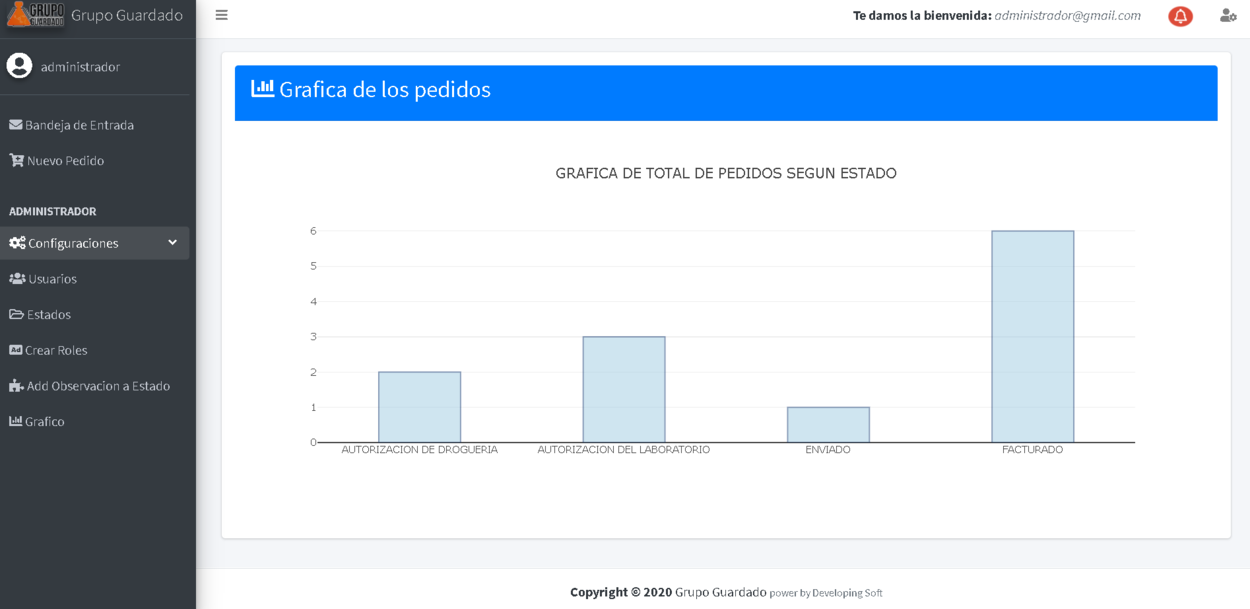 GRUPO
GUARDADO
Grupo Guardado
Te damos la bienvenida: administrador@gmail.com
administrador
Bandeja de Entrada
Nuevo Pedido
ADMINISTRADOR
Configuraciones
Usuarios
Estados
Ad Crear Roles
Add Observacion a Estado
Grafico
Grafica de los pedidos
GRAFICA DE TOTAL DE PEDIDOS SEGUN ESTADO
6
5
4
3
2
1
0
AUTORIZACION DE DROGUERIA AUTORIZACION DEL LABORATORIO ENVIADO FACTURADO
Copyright © 2020 Grupo Guardado power by Developing Soft